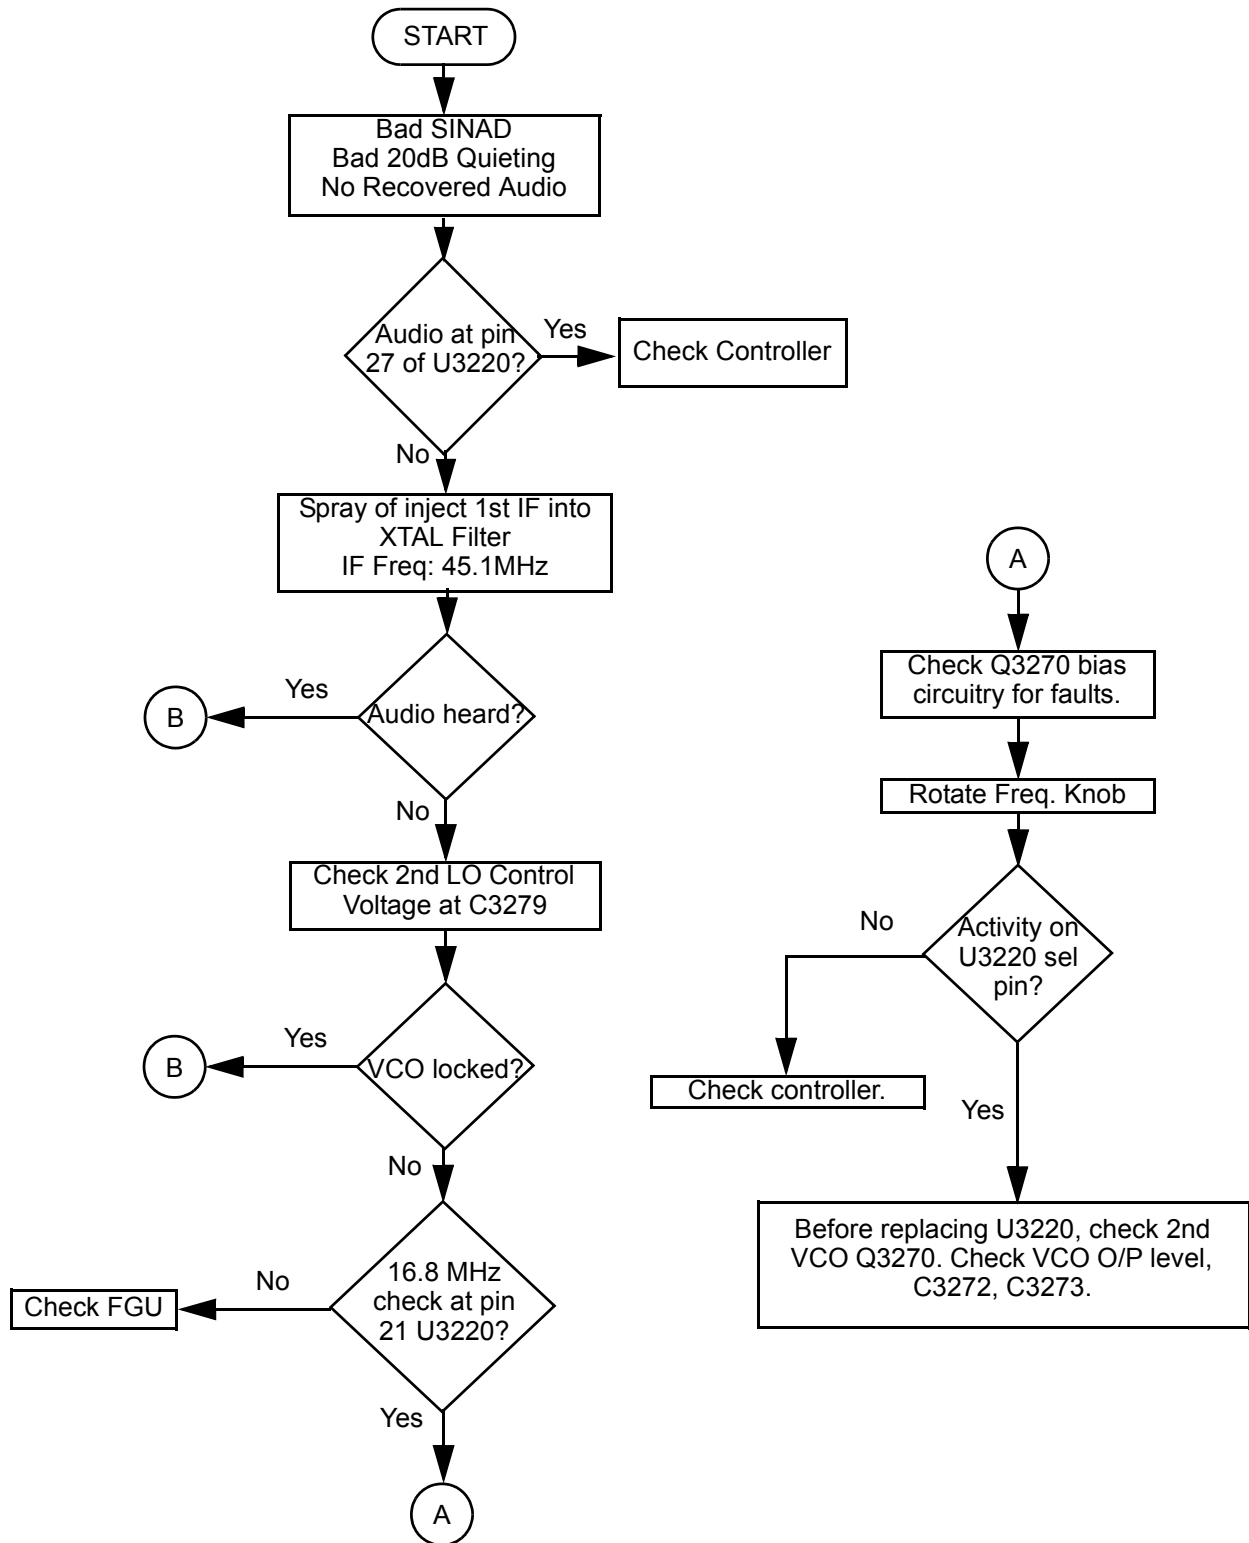 START
Bad SINAD
Bad 20dB Quieting
No Recovered Audio
Audio at pin
27 of U3220?
Yes
Check Controller
No
Spray of inject 1st IF into
XTAL Filter
IF Freq: 45.1MHz
Audio heard?
Yes
B
No
Check 2nd LO Control
Voltage at C3279
VCO locked?
Yes
B
No
16.8 MHz
check at pin
21 U3220?
No
Check FGU
Yes
A
A
Check Q3270 bias
circuitry for faults.
Rotate Freq. Knob
Activity on
U3220 sel
pin?
No
Check controller.
Yes
Before replacing U3220, check 2nd
VCO Q3270. Check VCO O/P level,
C3272, C3273.